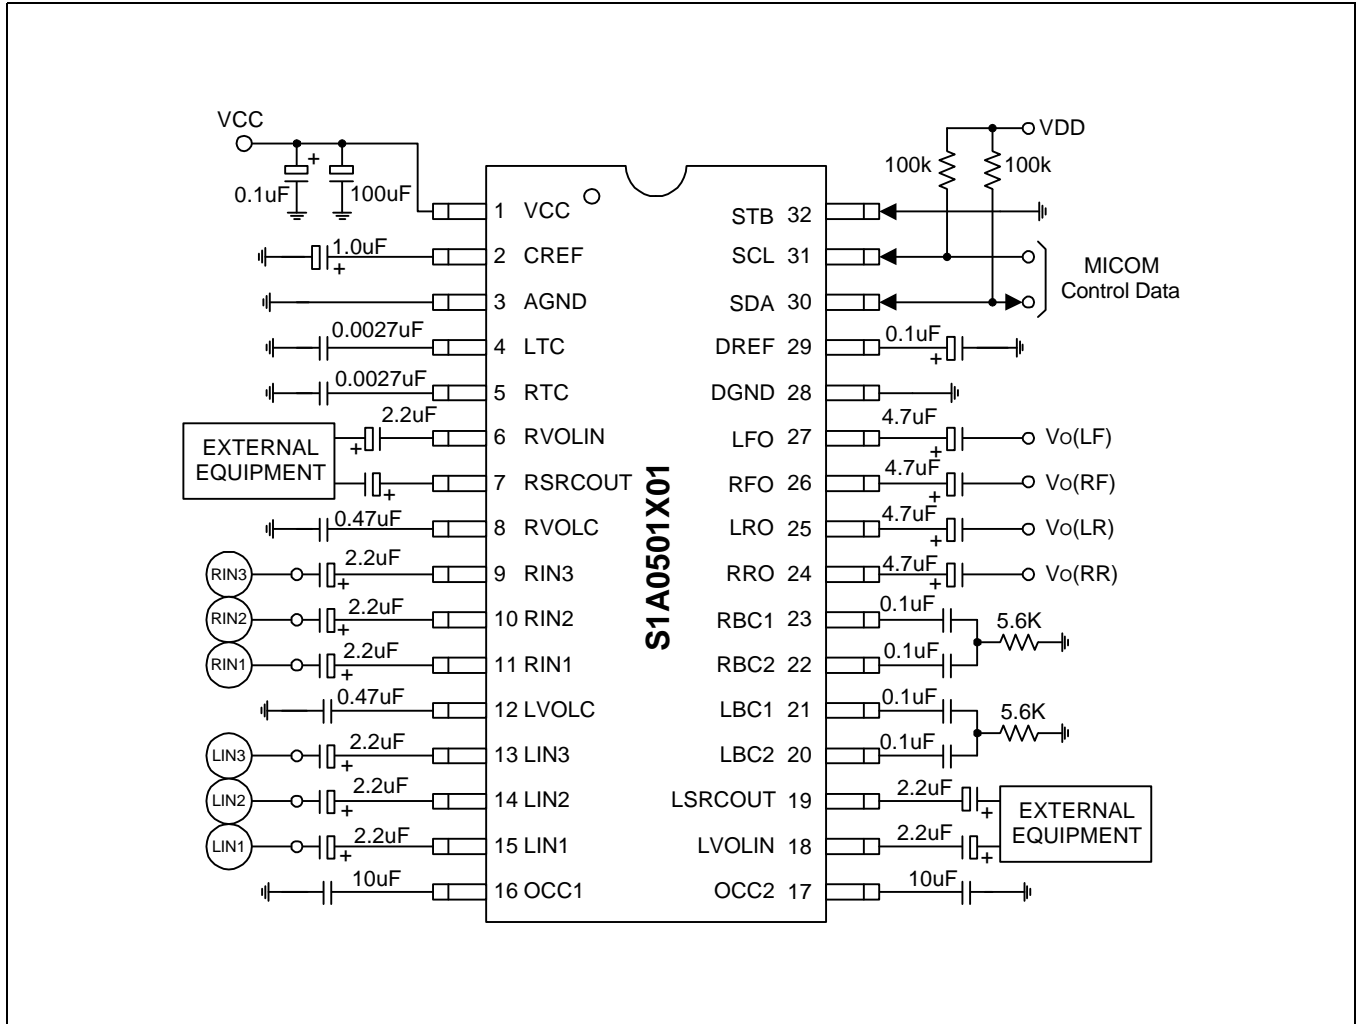 VCC
VDD
+
100k
100k
0.1uF
100uF
1 VCC
STB 32
1.0uF
+
2 CREF
SCL 31
MICOM
Control Data
3 AGND
SDA 30
0.0027uF
4 LTC
DREF 29
0.1uF
+
0.0027uF
5 RTC
DGND 28
2.2uF
+
EXTERNAL
EQUIPMENT
6 RVOLIN
LFO 27
4.7uF
+
VO(LF)
+
7 RSRCOUT
RFO 26
4.7uF
+
VO(RF)
0.47uF
8 RVOLC
LRO 25
4.7uF
+
VO(LR)
RIN3
2.2uF
+
9 RIN3
RRO 24
4.7uF
+
VO(RR)
RIN2
2.2uF
+
10 RIN2
RBC1 23
0.1uF
5.6K
RIN1
2.2uF
+
11 RIN1
RBC2 22
0.1uF
0.47uF
12 LVOLC
LBC1 21
0.1uF
5.6K
LIN3
2.2uF
+
13 LIN3
LBC2 20
0.1uF
LIN2
2.2uF
+
14 LIN2
LSRCOUT 19
2.2uF
+
EXTERNAL
EQUIPMENT
LIN1
2.2uF
+
15 LIN1
LVOLIN 18
2.2uF
+
10uF
16 OCC1
OCC2 17
10uF
S1A0501X01